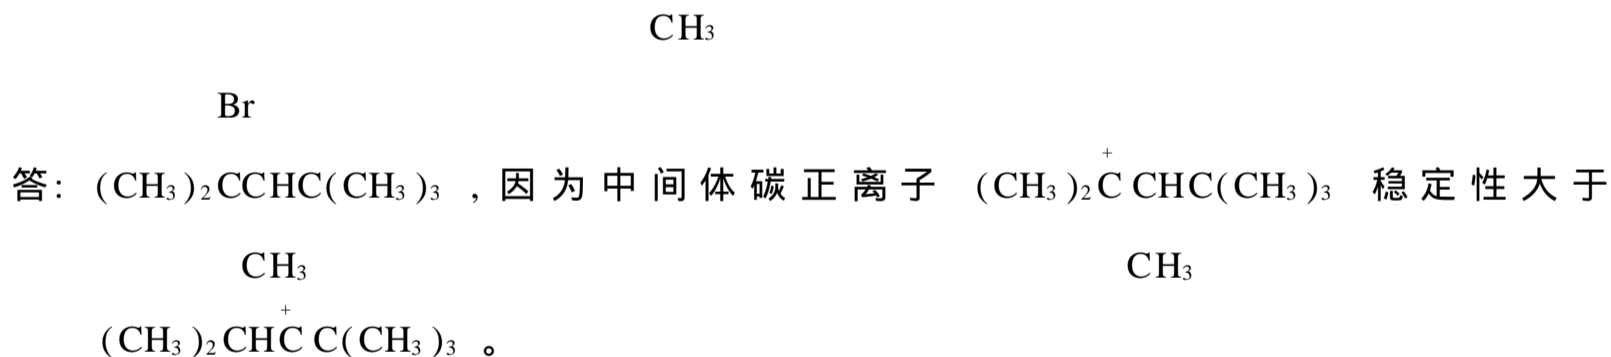 CH₃
Br
答: (CH₃)₂CCHC(CH₃)₃ ,因为中间体碳正离子 (CH₃)₂C⁺CHC(CH₃)₃ 稳定性大于
CH₃ CH₃
(CH₃)₂CHC⁺C(CH₃)₃ 。